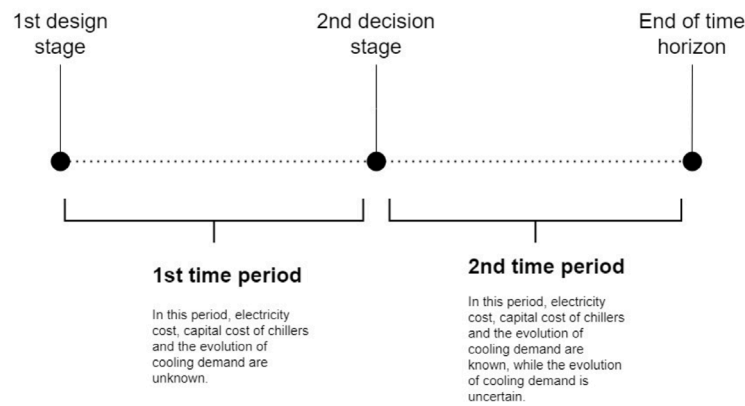 1st design
stage
2nd decision
stage
End of time
horizon
1st time period
In this period, electricity
cost, capital cost of chillers
and the evolution of
cooling demand are
unknown.
2nd time period
In this period, electricity
cost, capital cost of chillers
and the evolution of
cooling demand are
known, while the evolution
of cooling demand is
uncertain.